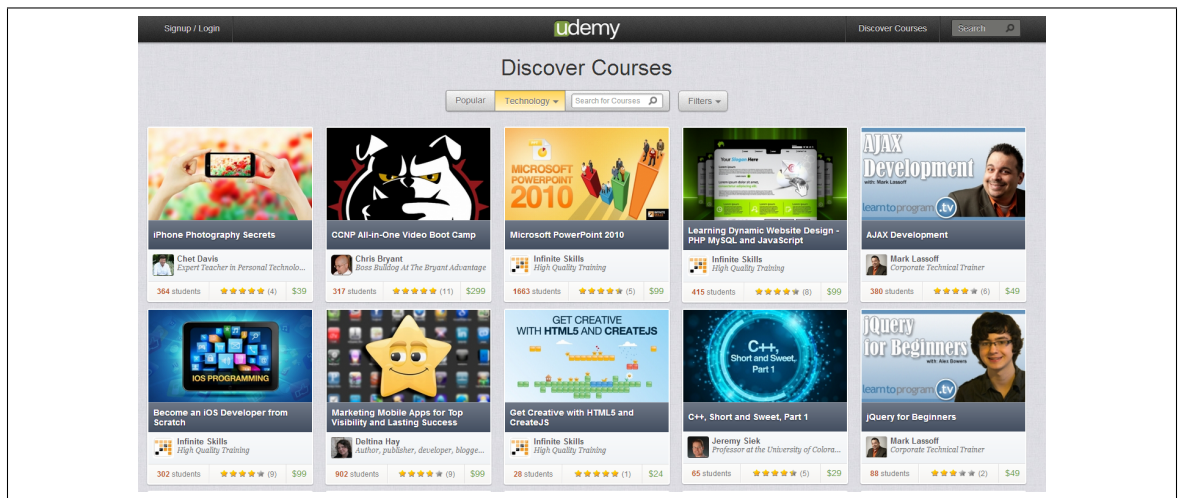 Signup / Login
udemy
Discover Courses
Search
Discover Courses
Popular
Technology
Search for Courses
Filters
iPhone Photography Secrets
Chet Davis
Expert Teacher in Personal Technolo...
364 students
(4)
$39
CCNP All-in-One Video Boot Camp
Chris Bryant
Boss Bulldog At The Bryant Advantage
317 students
(11)
$299
MICROSOFT
POWERPOINT
2010
Microsoft PowerPoint 2010
Infinite Skills
High Quality Training
1663 students
(5)
$99
Your Slogan Here
Learning Dynamic Website Design -
PHP MySQL and JavaScript
Infinite Skills
High Quality Training
415 students
(8)
$99
AJAX
Development
with: Mark Lassoff
learntoprogram .tv
AJAX Development
Mark Lassoff
Corporate Technical Trainer
380 students
(6)
$49
IOS PROGRAMMING
Become an iOS Developer from
Scratch
Infinite Skills
High Quality Training
302 students
(9)
$99
Marketing Mobile Apps for Top
Visibility and Lasting Success
Deltina Hay
Author, publisher, developer, blogge...
902 students
(9)
$99
GET CREATIVE
WITH HTML5 AND CREATEJS
Get Creative with HTML5 and
CreateJS
Infinite Skills
High Quality Training
28 students
(1)
$24
C++,
Short and Sweet,
Part 1
C++, Short and Sweet, Part 1
Jeremy Siek
Professor at the University of Colora...
65 students
(5)
$29
jQuery
for Beginners
with: Alex Bowers
learntoprogram .tv
jQuery for Beginners
Mark Lassoff
Corporate Technical Trainer
88 students
(2)
$49